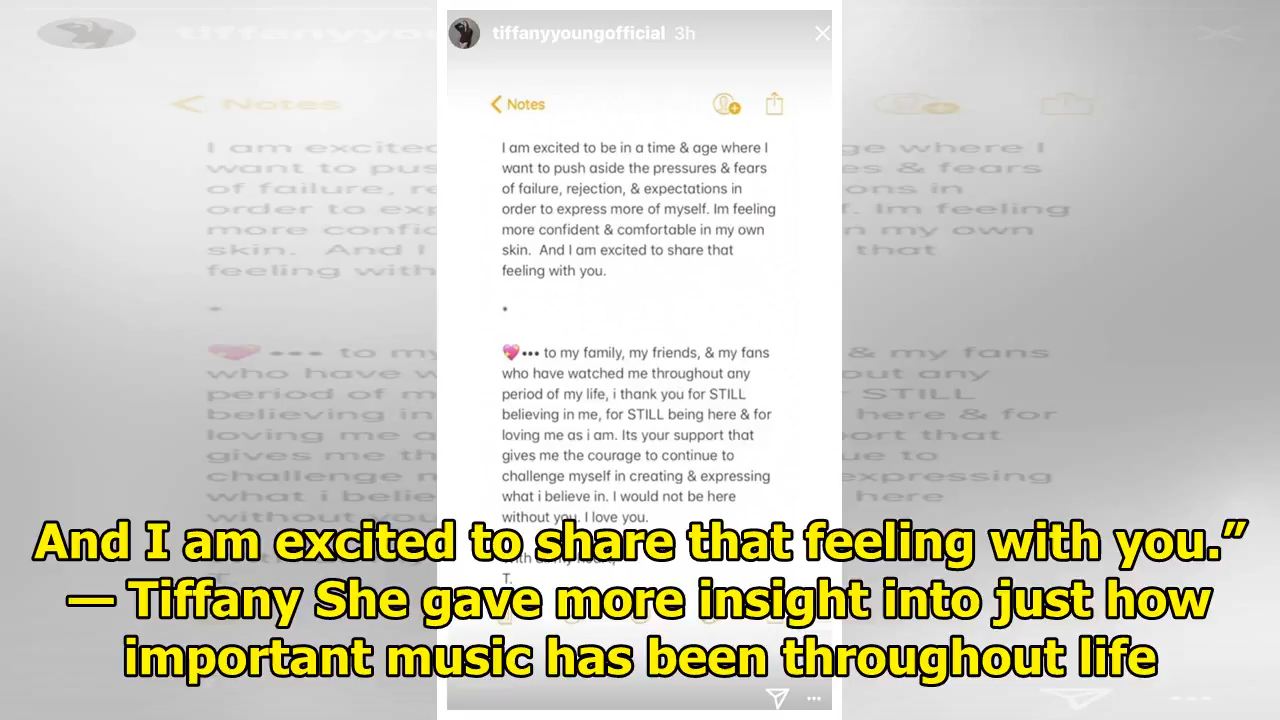 tiffanyyoungofficial 3h
Notes
I am excited to be in a time & age where I
want to push aside the pressures & fears
of failure, rejection, & expectations in
order to express more of myself. Im feeling
more confident & comfortable in my own
skin.  And I am excited to share that
feeling with you.
*
💖••• to my family, my friends, & my fans
who have watched me throughout any
period of my life, i thank you for STILL
believing in me, for STILL being here & for
loving me as i am. Its your support that
gives me the courage to continue to
challenge myself in creating & expressing
what i believe in. I would not be here
without you. I love you.
T.
And I am excited to share that feeling with you.”
— Tiffany She gave more insight into just how
important music has been throughout life